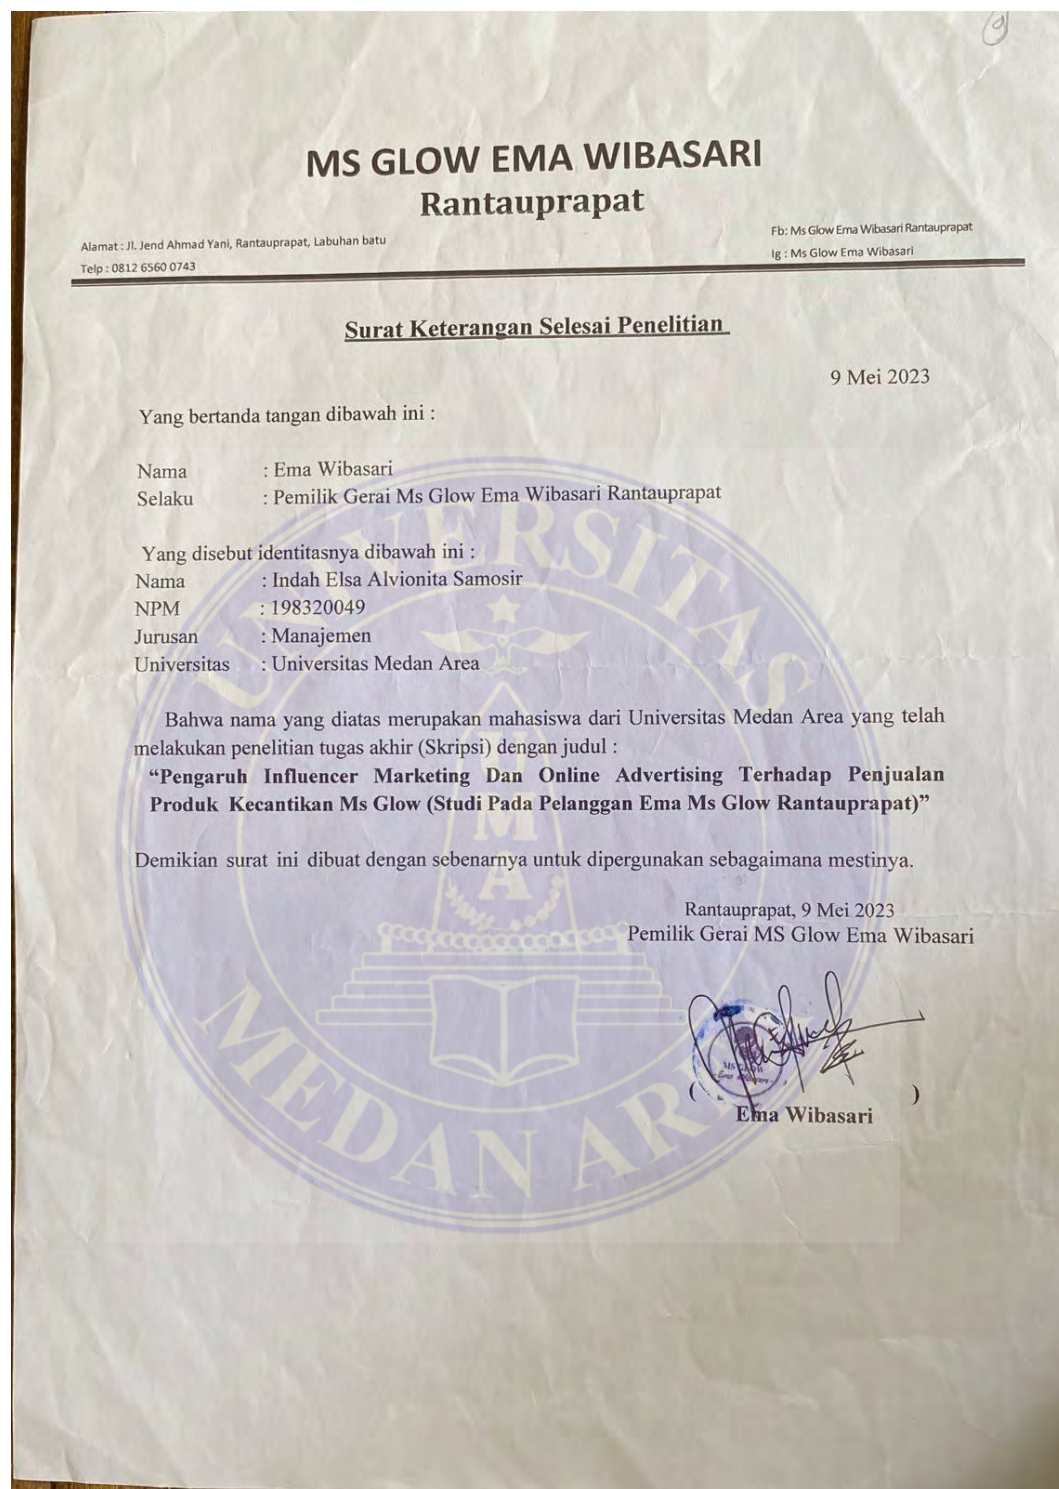 MS GLOW EMA WIBASARI
Rantauprapat
Alamat : Jl. Jend Ahmad Yani, Rantauprapat, Labuhan batu
Telp : 0812 6560 0743
Fb: Ms Glow Ema Wibasari Rantauprapat
Ig : Ms Glow Ema Wibasari
Surat Keterangan Selesai Penelitian
9 Mei 2023
Yang bertanda tangan dibawah ini :
Nama : Ema Wibasari
Selaku : Pemilik Gerai Ms Glow Ema Wibasari Rantauprapat
Yang disebut identitasnya dibawah ini :
Nama : Indah Elsa Alvionita Samosir
NPM : 198320049
Jurusan : Manajemen
Universitas : Universitas Medan Area
Bahwa nama yang diatas merupakan mahasiswa dari Universitas Medan Area yang telah
melakukan penelitian tugas akhir (Skripsi) dengan judul :
“Pengaruh Influencer Marketing Dan Online Advertising Terhadap Penjualan
Produk Kecantikan Ms Glow (Studi Pada Pelanggan Ema Ms Glow Rantauprapat)”
Demikian surat ini dibuat dengan sebenarnya untuk dipergunakan sebagaimana mestinya.
Rantauprapat, 9 Mei 2023
Pemilik Gerai MS Glow Ema Wibasari
MS GLOW
Ema Wibasari
( )
Ema Wibasari
UNIVERSITAS
UMA
MEDAN AREA